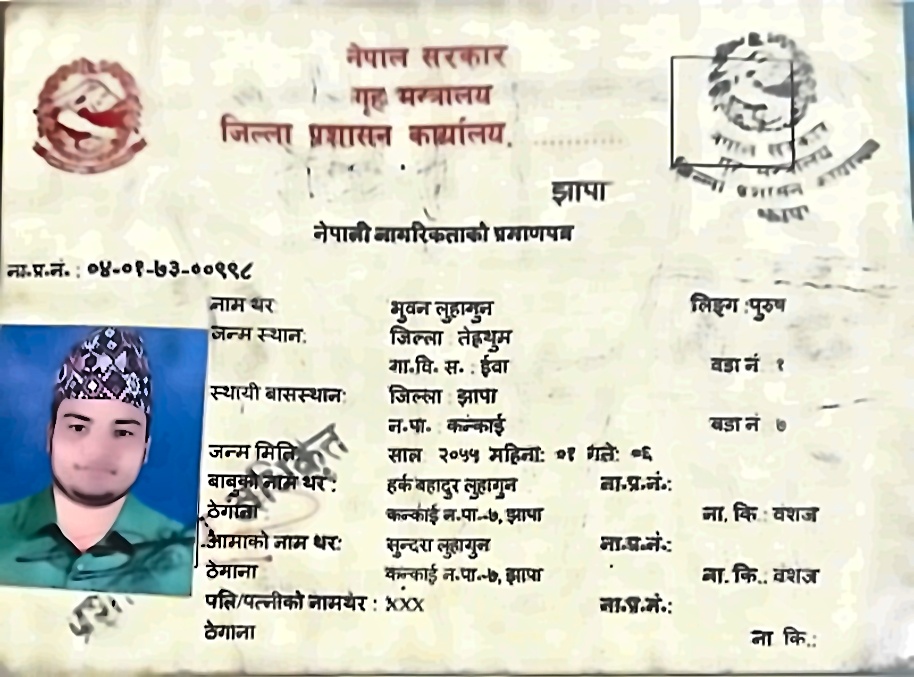 नेपाल सरकार
गृह मन्त्रालय
जिल्ला प्रशासन कार्यालय, ..............
झापा
नेपाल सरकार
गृह मन्त्रालय
जिल्ला प्रशासन कार्यालय
झापा
नेपाली नागरिकताको प्रमाणपत्र
ना.प्र.नं. : ०४-०१-७३-००९९८
नाम थर भुवन लुहागुन लिङ्ग :पुरुष
जन्म स्थान: जिल्ला : तेह्रथुम
गा.वि. स. : ईवा वडा नं १
स्थायी बासस्थान: जिल्ला : झापा
न.पा. कन्काई वडा नं ७
जन्म मिति: साल २०५५ महिना: ०१ गते: ०६
बाबुको नाम थर : हर्क बहादुर लुहागुन ना.प्र.नं.:
ठेगाना कन्काई न.पा.-७, झापा ना. कि.: वंशज
आमाको नाम थर: सुन्दरा लुहागुन ना.प्र.नं.:
ठेगाना कन्काई न.पा.-७, झापा ना. कि.: वंशज
पति/पत्नीको नामथर : XXX ना.प्र.नं.:
ठेगाना ना कि.: